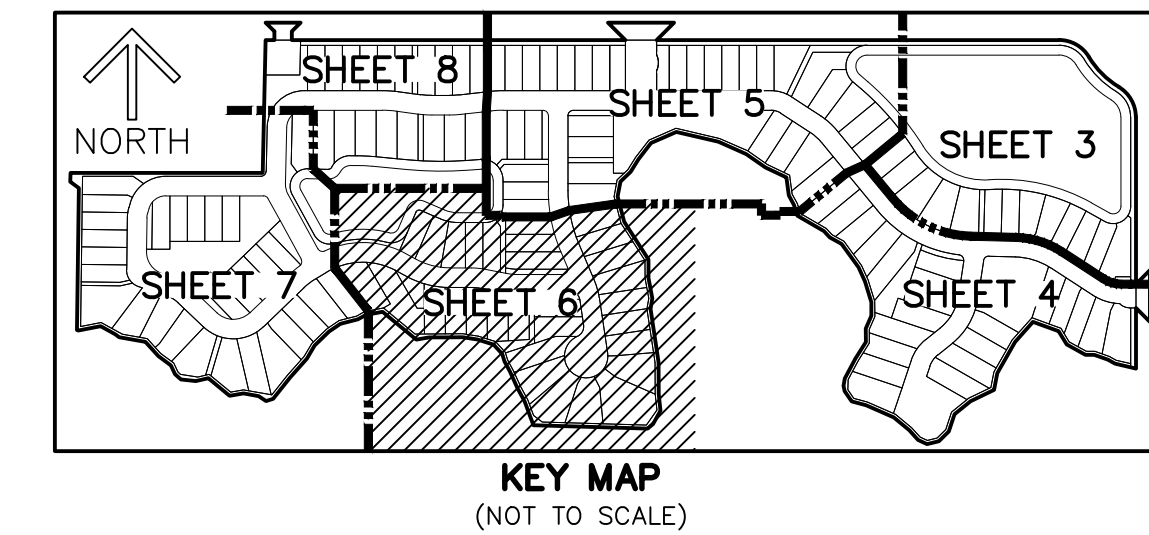 NORTH
SHEET 8
SHEET 5
SHEET 3
SHEET 7
SHEET 6
SHEET 4
KEY MAP
(NOT TO SCALE)